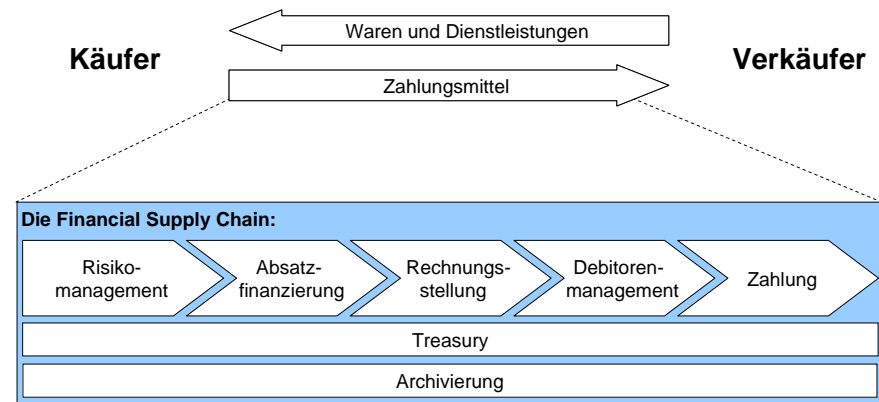 Waren und Dienstleistungen
Käufer
Verkäufer
Zahlungsmittel
Die Financial Supply Chain:
Risiko-
management
Absatz-
finanzierung
Rechnungs-
stellung
Debitoren-
management
Zahlung
Treasury
Archivierung